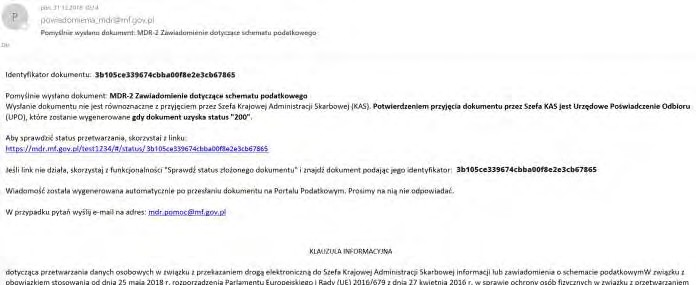 P
pon. 31.12.2018 10:14
powiadomienia_mdr@mf.gov.pl
Pomyślnie wysłano dokument: MDR-2 Zawiadomienie dotyczące schematu podatkowego
Do
Identyfikator dokumentu: 3b105ce339674cbba00f8e2e3cb67865
Pomyślnie wysłano dokument: MDR-2 Zawiadomienie dotyczące schematu podatkowego
Wysłanie dokumentu nie jest równoznaczne z przyjęciem przez Szefa Krajowej Administracji Skarbowej (KAS). Potwierdzeniem przyjęcia dokumentu przez Szefa KAS jest Urzędowe Poświadczenie Odbioru
(UPO), które zostanie wygenerowane gdy dokument uzyska status "200".
Aby sprawdzić status przetwarzania, skorzystaj z linku:
https://mdr.mf.gov.pl/test1234/#/status/3b105ce339674cbba00f8e2e3cb67865
Jeśli link nie działa, skorzystaj z funkcjonalności "Sprawdź status złożonego dokumentu" i znajdź dokument podając jego identyfikator: 3b105ce339674cbba00f8e2e3cb67865
Wiadomość została wygenerowana automatycznie po przesłaniu dokumentu na Portalu Podatkowym. Prosimy na nią nie odpowiadać.
W przypadku pytań wyślij e-mail na adres: mdr.pomoc@mf.gov.pl
KLAUZULA INFORMACYJNA
dotycząca przetwarzania danych osobowych w związku z przekazaniem drogą elektroniczną do Szefa Krajowej Administracji Skarbowej informacji lub zawiadomienia o schemacie podatkowymW związku z
obowiązkiem stosowania od dnia 25 maja 2018 r. rozporządzenia Parlamentu Europejskiego i Rady (UE) 2016/679 z dnia 27 kwietnia 2016 r. w sprawie ochrony osób fizycznych w związku z przetwarzaniem